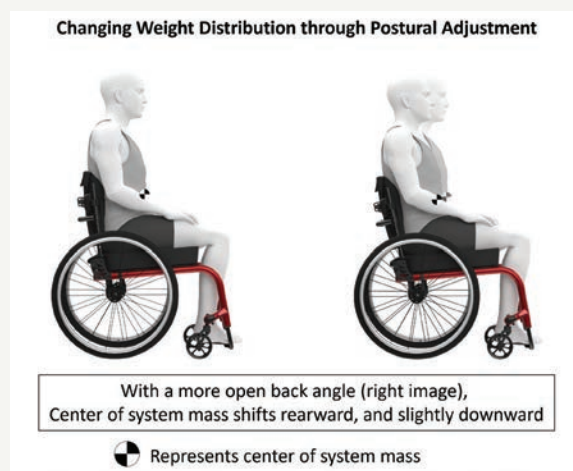 Changing Weight Distribution through Postural Adjustment
With a more open back angle (right image),
Center of system mass shifts rearward, and slightly downward
Represents center of system mass